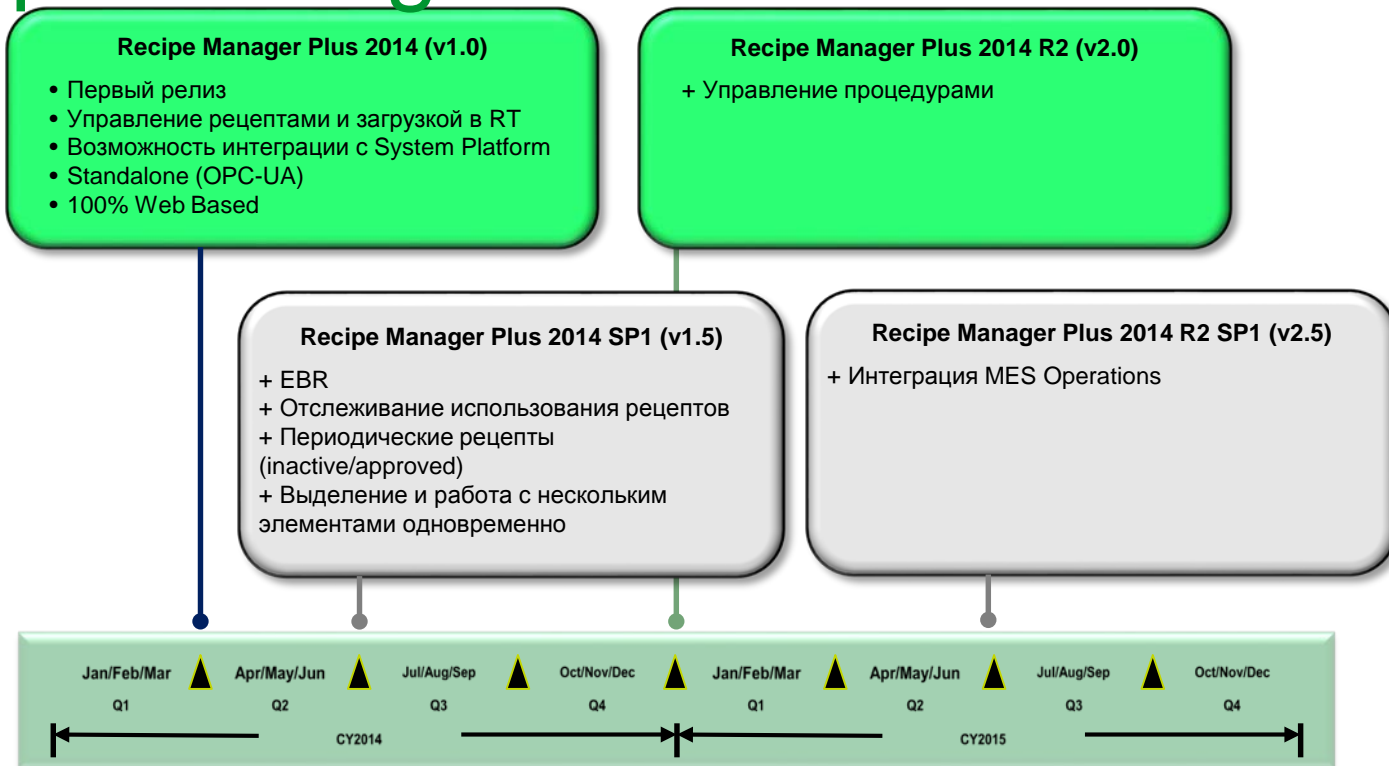 Recipe Manager Plus 2014 (v1.0)
• Первый релиз
• Управление рецептами и загрузкой в RT
• Возможность интеграции с System Platform
• Standalone (OPC-UA)
• 100% Web Based
Recipe Manager Plus 2014 R2 (v2.0)
+ Управление процедурами
Recipe Manager Plus 2014 SP1 (v1.5)
+ EBR
+ Отслеживание использования рецептов
+ Периодические рецепты
(inactive/approved)
+ Выделение и работа с нескольким
элементами одновременно
Recipe Manager Plus 2014 R2 SP1 (v2.5)
+ Интеграция MES Operations
Jan/Feb/Mar Apr/May/Jun Jul/Aug/Sep Oct/Nov/Dec Jan/Feb/Mar Apr/May/Jun Jul/Aug/Sep Oct/Nov/Dec
Q1 Q2 Q3 Q4 Q1 Q2 Q3 Q4
CY2014 CY2015